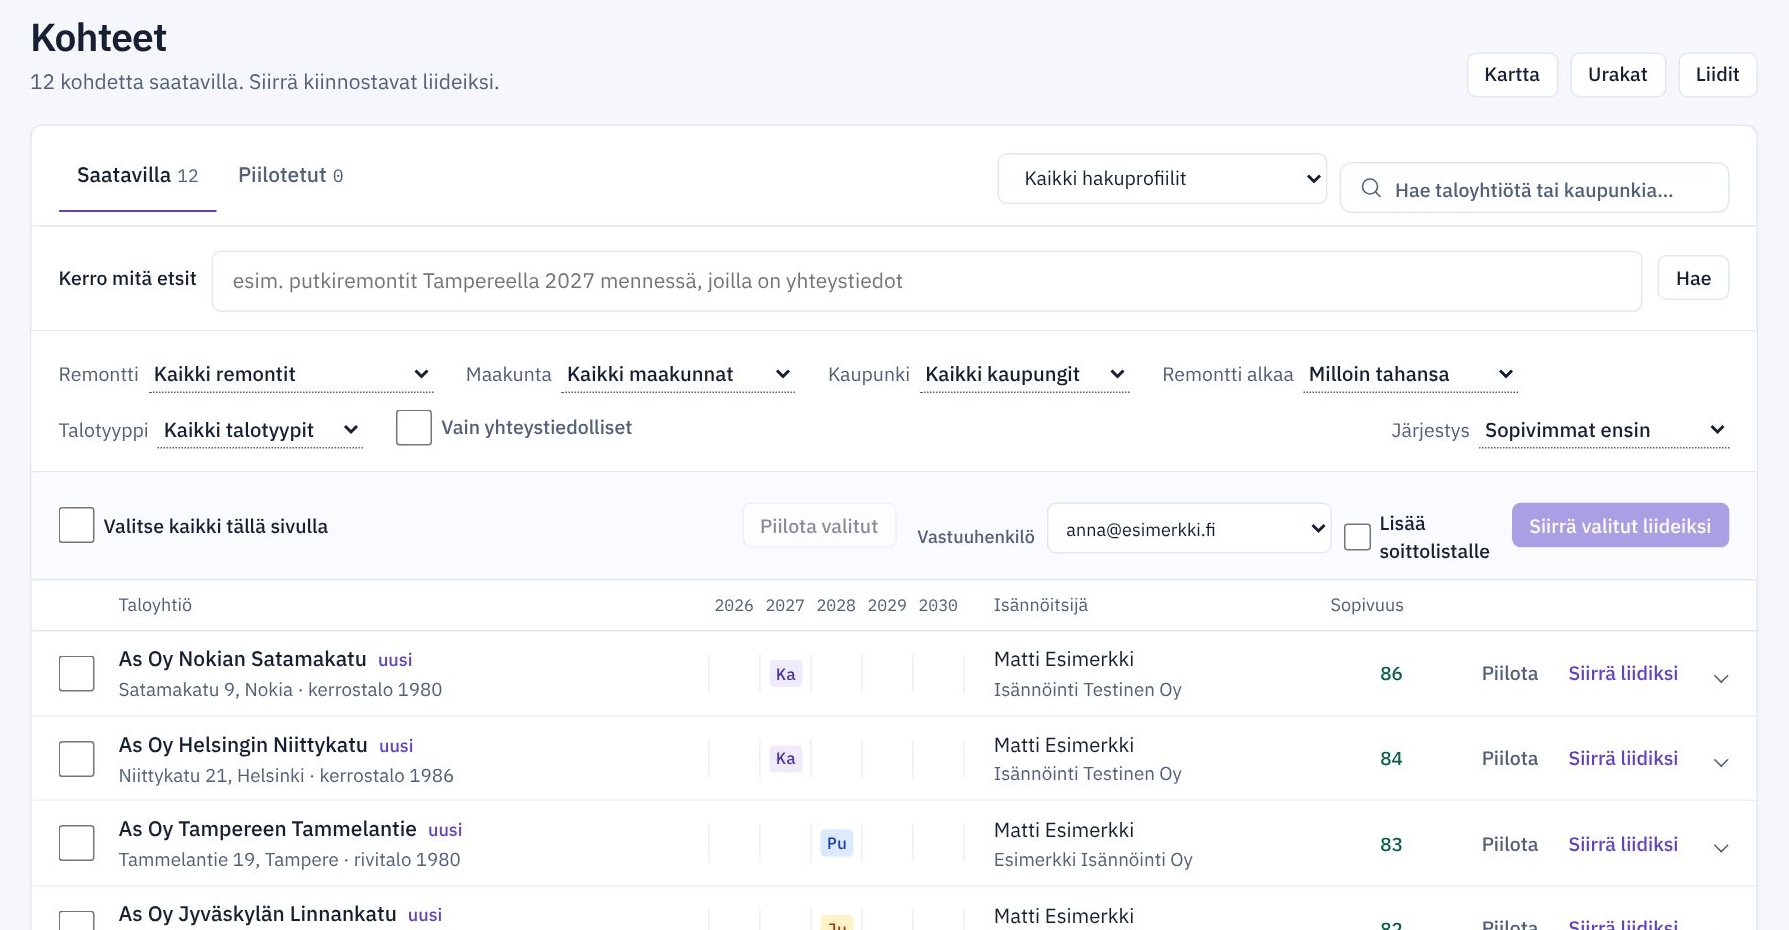 Kohteet
12 kohdetta saatavilla. Siirrä kiinnostavat liideiksi.
Kartta Urakat Liidit
Saatavilla 12 Piilotetut 0 Kaikki hakuprofiilit Hae taloyhtiötä tai kaupunkia...
Kerro mitä etsit esim. putkiremontit Tampereella 2027 mennessä, joilla on yhteystiedot Hae
Remontti Kaikki remontit Maakunta Kaikki maakunnat Kaupunki Kaikki kaupungit Remontti alkaa Milloin tahansa
Talotyyppi Kaikki talotyypit Vain yhteystiedolliset Järjestys Sopivimmat ensin
Valitse kaikki tällä sivulla Piilota valitut Vastuuhenkilö anna@esimerkki.fi Lisää soittolistalle Siirrä valitut liideiksi
Taloyhtiö 2026 2027 2028 2029 2030 Isännöitsijä Sopivuus
As Oy Nokian Satamakatu uusi
Satamakatu 9, Nokia · kerrostalo 1980
Ka
Matti Esimerkki
Isännöinti Testinen Oy
86 Piilota Siirrä liidiksi
As Oy Helsingin Niittykatu uusi
Niittykatu 21, Helsinki · kerrostalo 1986
Ka
Matti Esimerkki
Isännöinti Testinen Oy
84 Piilota Siirrä liidiksi
As Oy Tampereen Tammelantie uusi
Tammelantie 19, Tampere · rivitalo 1980
Pu
Matti Esimerkki
Esimerkki Isännöinti Oy
83 Piilota Siirrä liidiksi
As Oy Jyväskylän Linnankatu uusi
Ju
Matti Esimerkki
82 Piilota Siirrä liidiksi